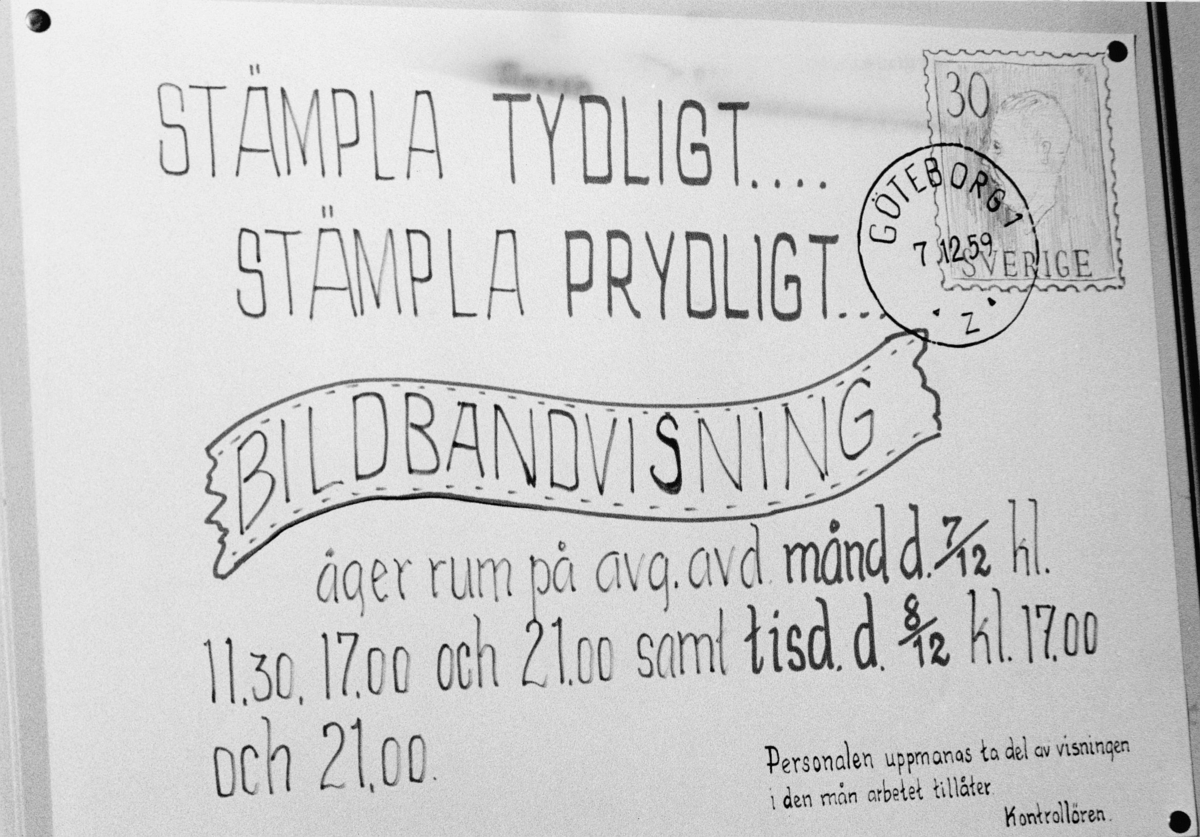 STÄMPLA TYDLIGT....
STÄMPLA PRYDLIGT...
30
SVERIGE
GÖTEBORG 1
7.12.59
Z
BILDBANDVISNING
äger rum på avg. avd. månd d. 7/12 kl.
11.30, 17.00 och 21.00 samt tisd. d. 8/12 kl. 17.00
och 21.00.
Personalen uppmanas ta del av visningen
i den mån arbetet tillåter.
Kontrollören.